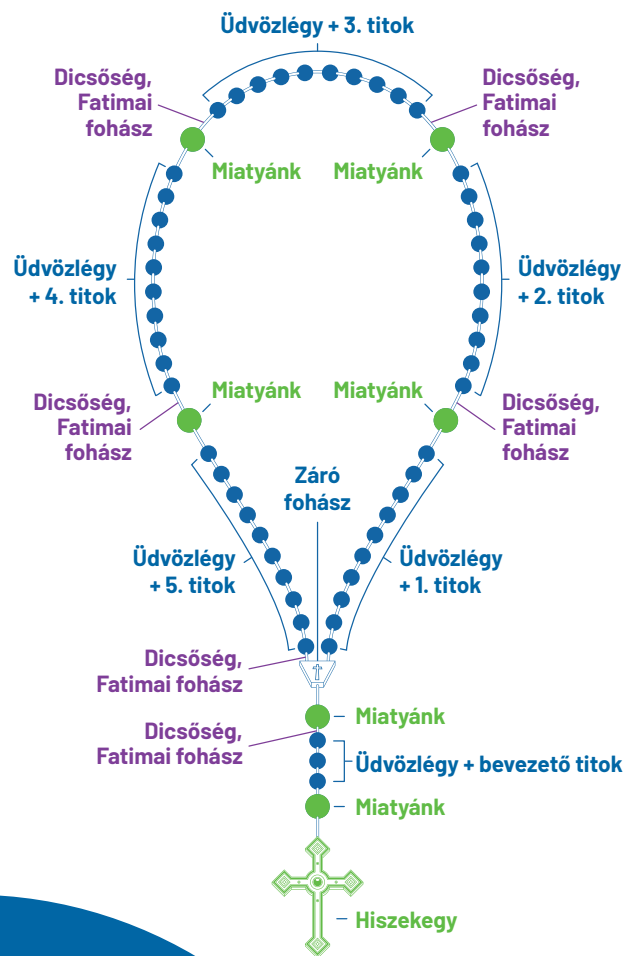 Üdvözlégy + 3. titok
Dicsőség,
Fatimai
fohász
Dicsőség,
Fatimai
fohász
Miatyánk
Miatyánk
Üdvözlégy
+ 4. titok
Üdvözlégy
+ 2. titok
Dicsőség,
Fatimai
fohász
Miatyánk
Miatyánk
Dicsőség,
Fatimai
fohász
Záró
fohász
Üdvözlégy
+ 5. titok
Üdvözlégy
+ 1. titok
Dicsőség,
Fatimai fohász
Miatyánk
Dicsőség,
Fatimai fohász
Üdvözlégy + bevezető titok
Miatyánk
Hiszekegy